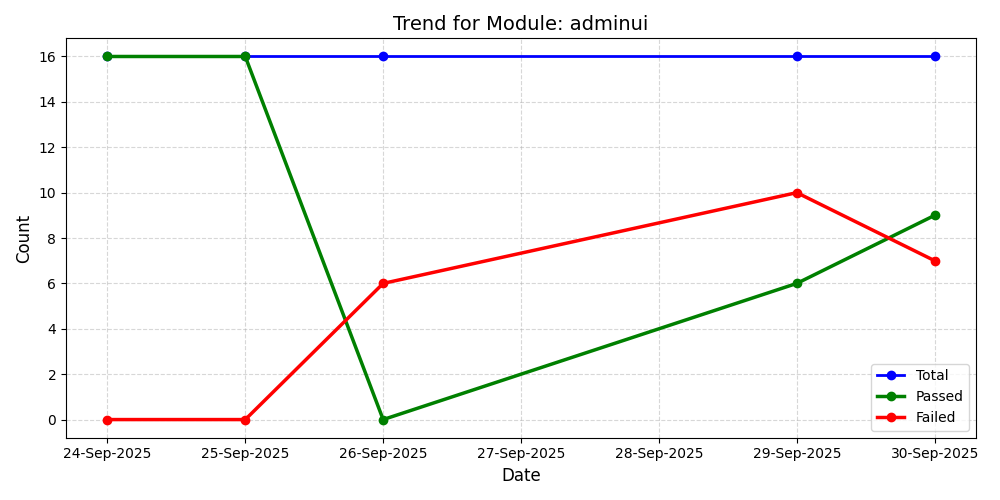 Trend for Module: adminui
Count
16
14
12
10
8
6
4
2
0
Total
Passed
Failed
24-Sep-2025 25-Sep-2025 26-Sep-2025 27-Sep-2025 28-Sep-2025 29-Sep-2025 30-Sep-2025
Date